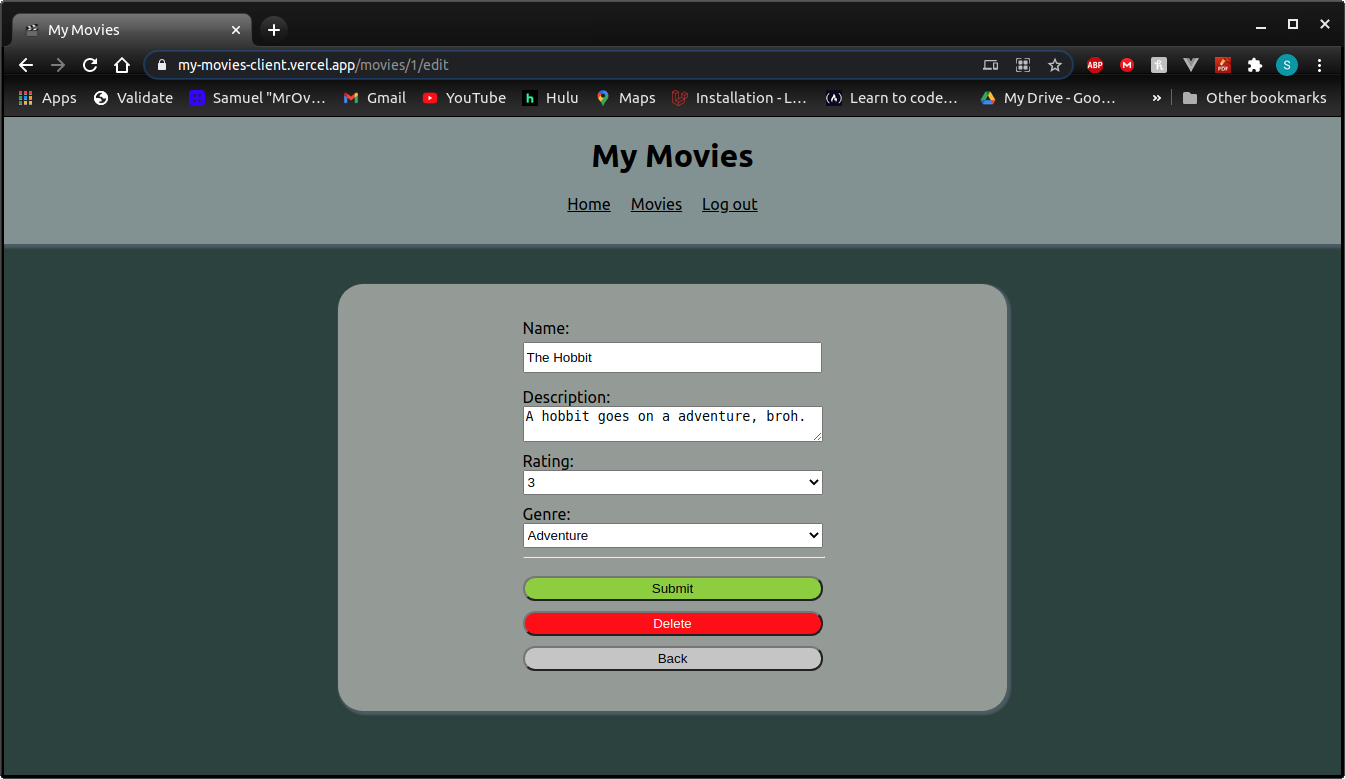 My Movies
my-movies-client.vercel.app/movies/1/edit
ABP M PDF S
Apps Validate Samuel "MrOv... Gmail YouTube h Hulu Maps Installation - L... Learn to code... My Drive - Goo... » Other bookmarks
My Movies
Home Movies Log out
Name:
The Hobbit
Description:
A hobbit goes on a adventure, broh.
Rating:
3
Genre:
Adventure
Submit
Delete
Back